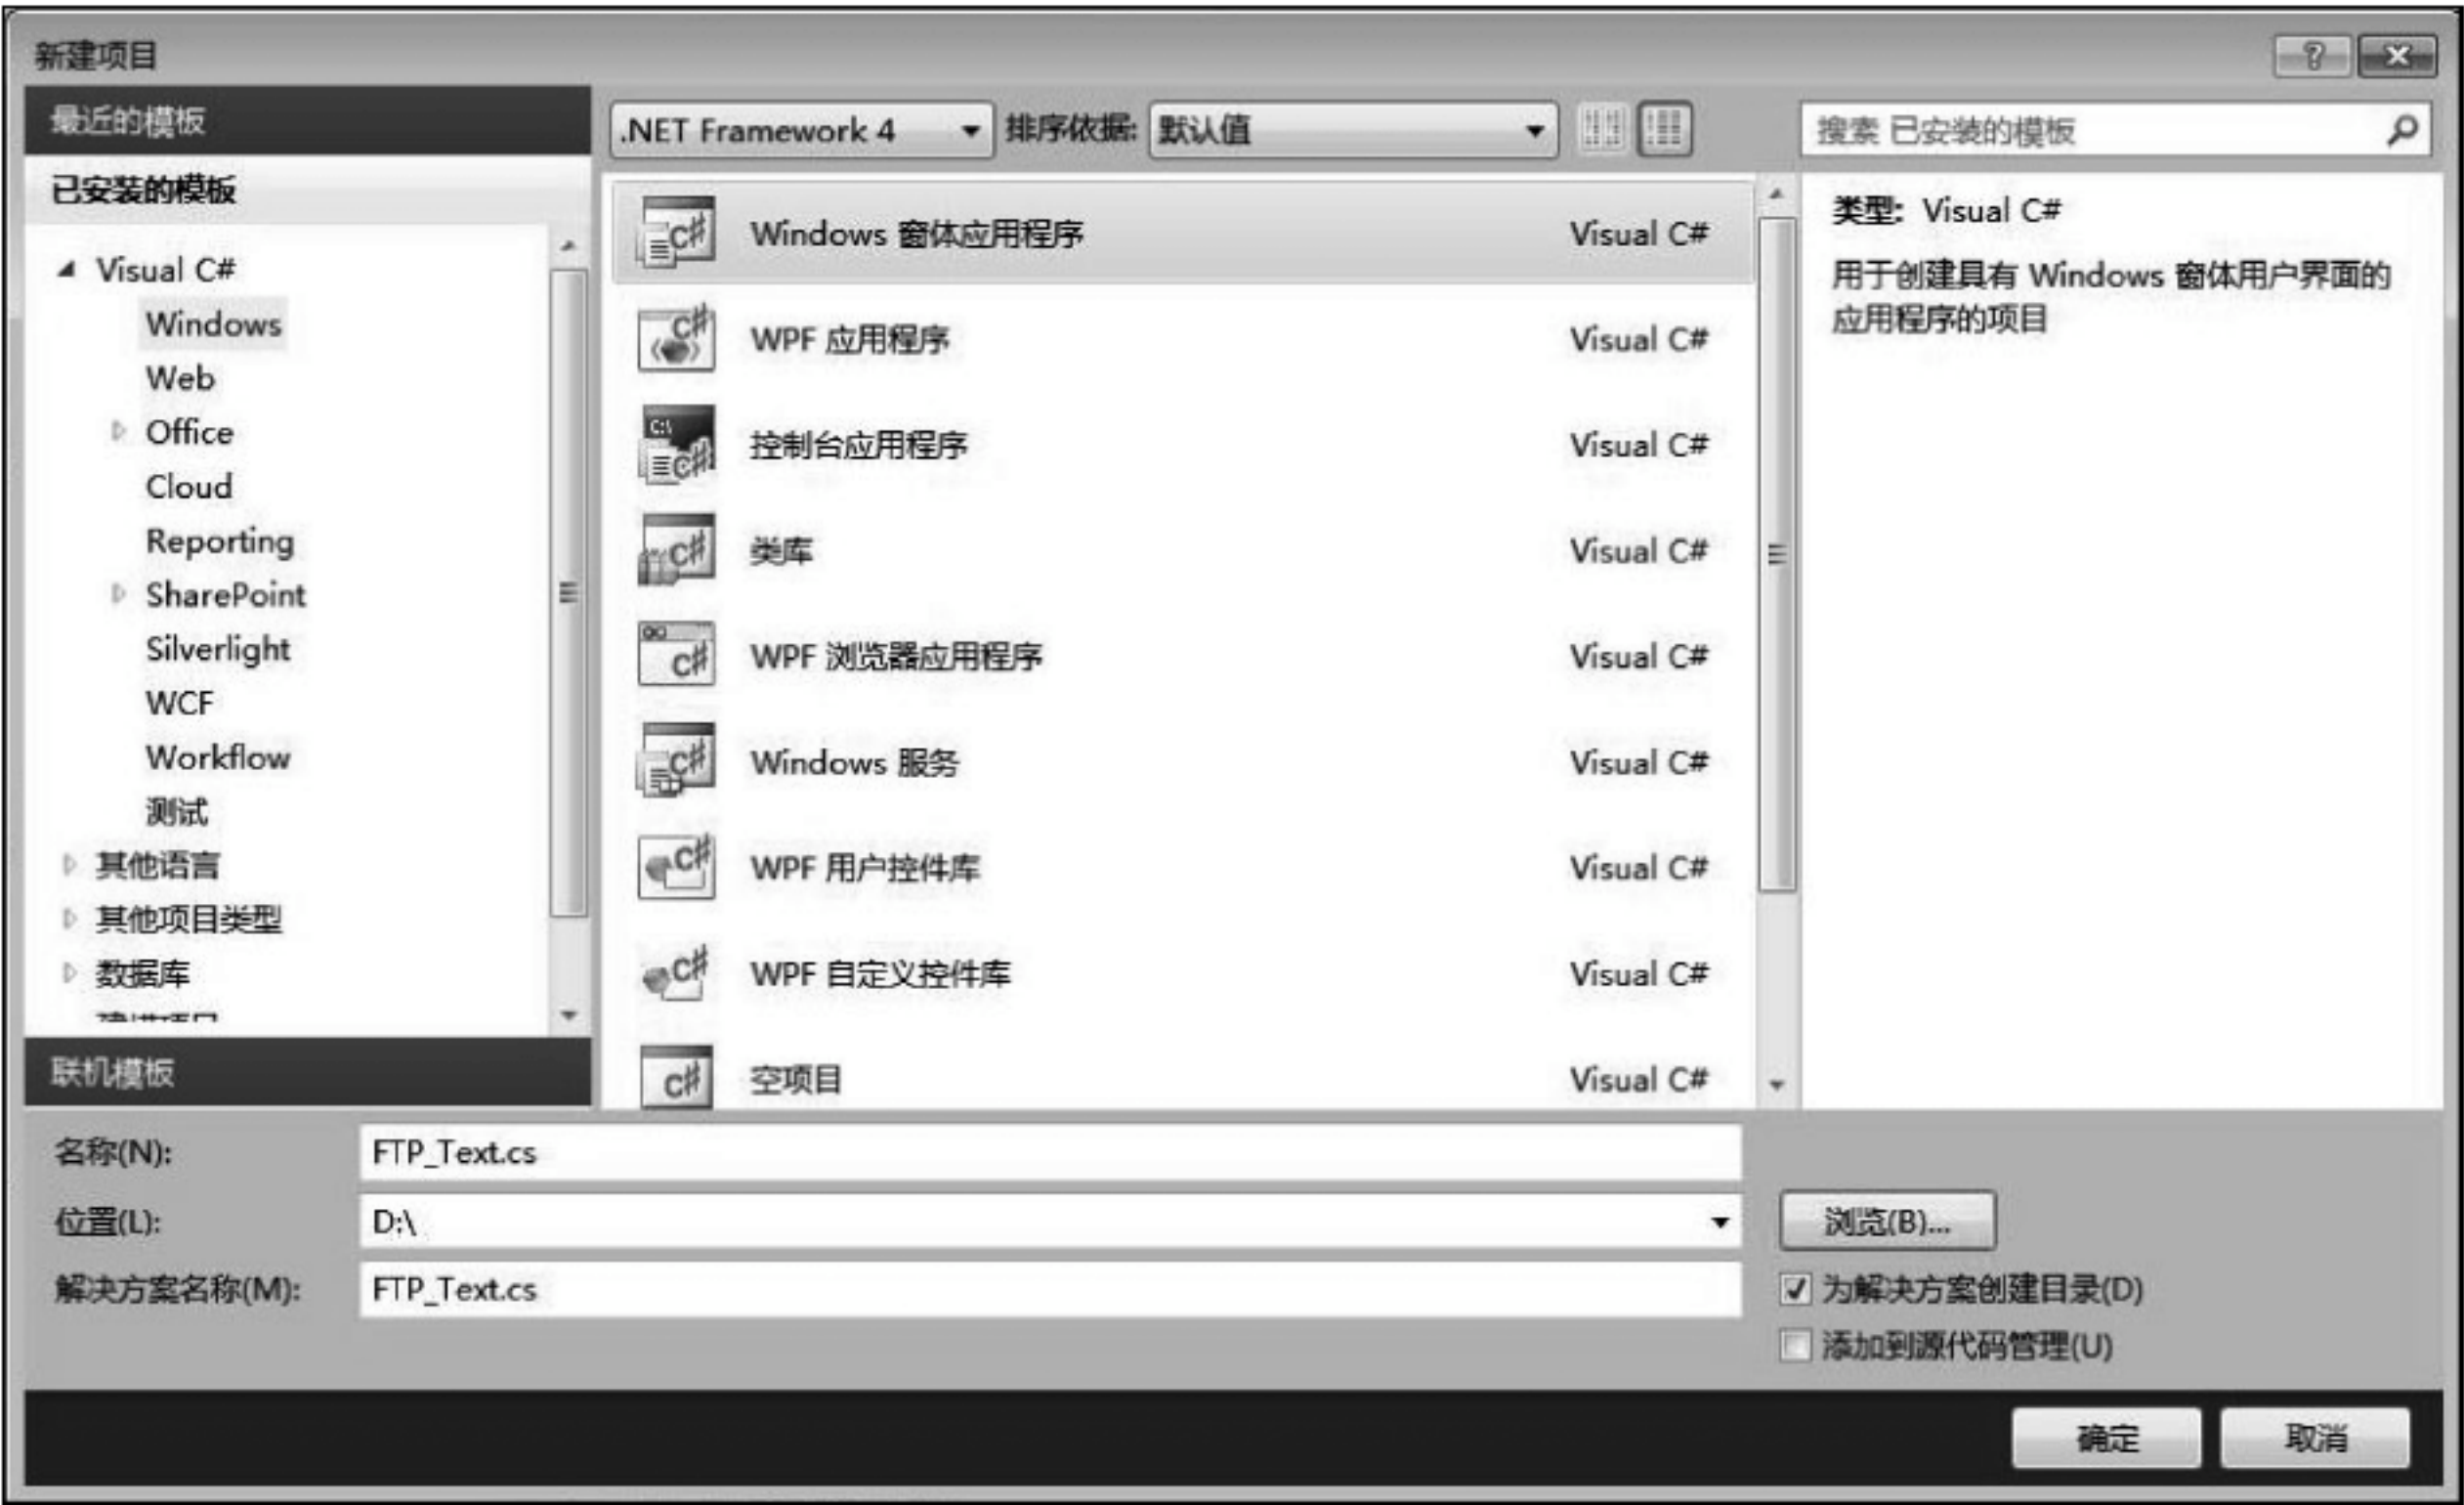 新建项目
最近的模板
.NET Framework 4
排序依据:
默认值
搜索 已安装的模板
已安装的模板
Visual C#
Windows
Web
Office
Cloud
Reporting
SharePoint
Silverlight
WCF
Workflow
测试
其他语言
其他项目类型
数据库
联机模板
Windows 窗体应用程序 Visual C#
WPF 应用程序 Visual C#
控制台应用程序 Visual C#
类库 Visual C#
WPF 浏览器应用程序 Visual C#
Windows 服务 Visual C#
WPF 用户控件库 Visual C#
WPF 自定义控件库 Visual C#
空项目 Visual C#
类型: Visual C#
用于创建具有 Windows 窗体用户界面的
应用程序的项目
名称(N): FTP_Text.cs
位置(L): D:\
浏览(B)...
解决方案名称(M): FTP_Text.cs
为解决方案创建目录(D)
添加到源代码管理(U)
确定
取消